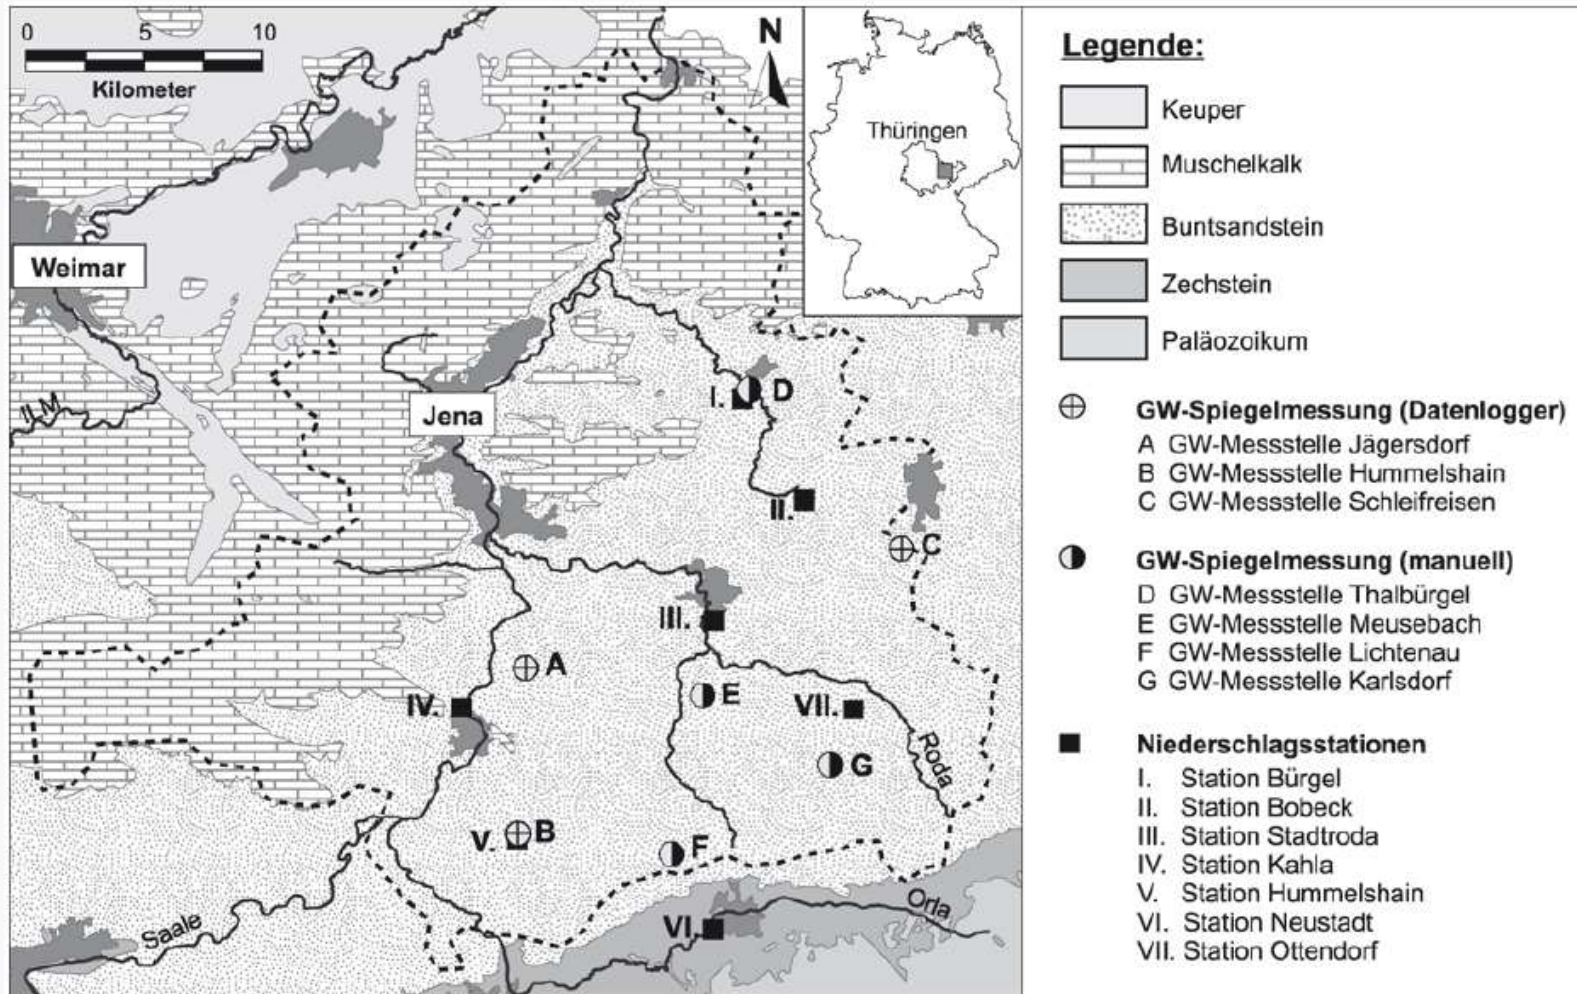 0 5 10
Kilometer
N
Thüringen
Weimar
ILM
Jena
I. D
II.
C
III.
A
IV.
E
VII.
Roda
G
V. B
F
Saale
VI.
Orla
Legende:
Keuper
Muschelkalk
Buntsandstein
Zechstein
Paläozoikum
GW-Spiegelmessung (Datenlogger)
A GW-Messstelle Jägersdorf
B GW-Messstelle Hummelshain
C GW-Messstelle Schleifreisen
GW-Spiegelmessung (manuell)
D GW-Messstelle Thalbürgel
E GW-Messstelle Meusebach
F GW-Messstelle Lichtenau
G GW-Messstelle Karlsdorf
Niederschlagsstationen
I. Station Bürgel
II. Station Bobeck
III. Station Stadtroda
IV. Station Kahla
V. Station Hummelshain
VI. Station Neustadt
VII. Station Ottendorf